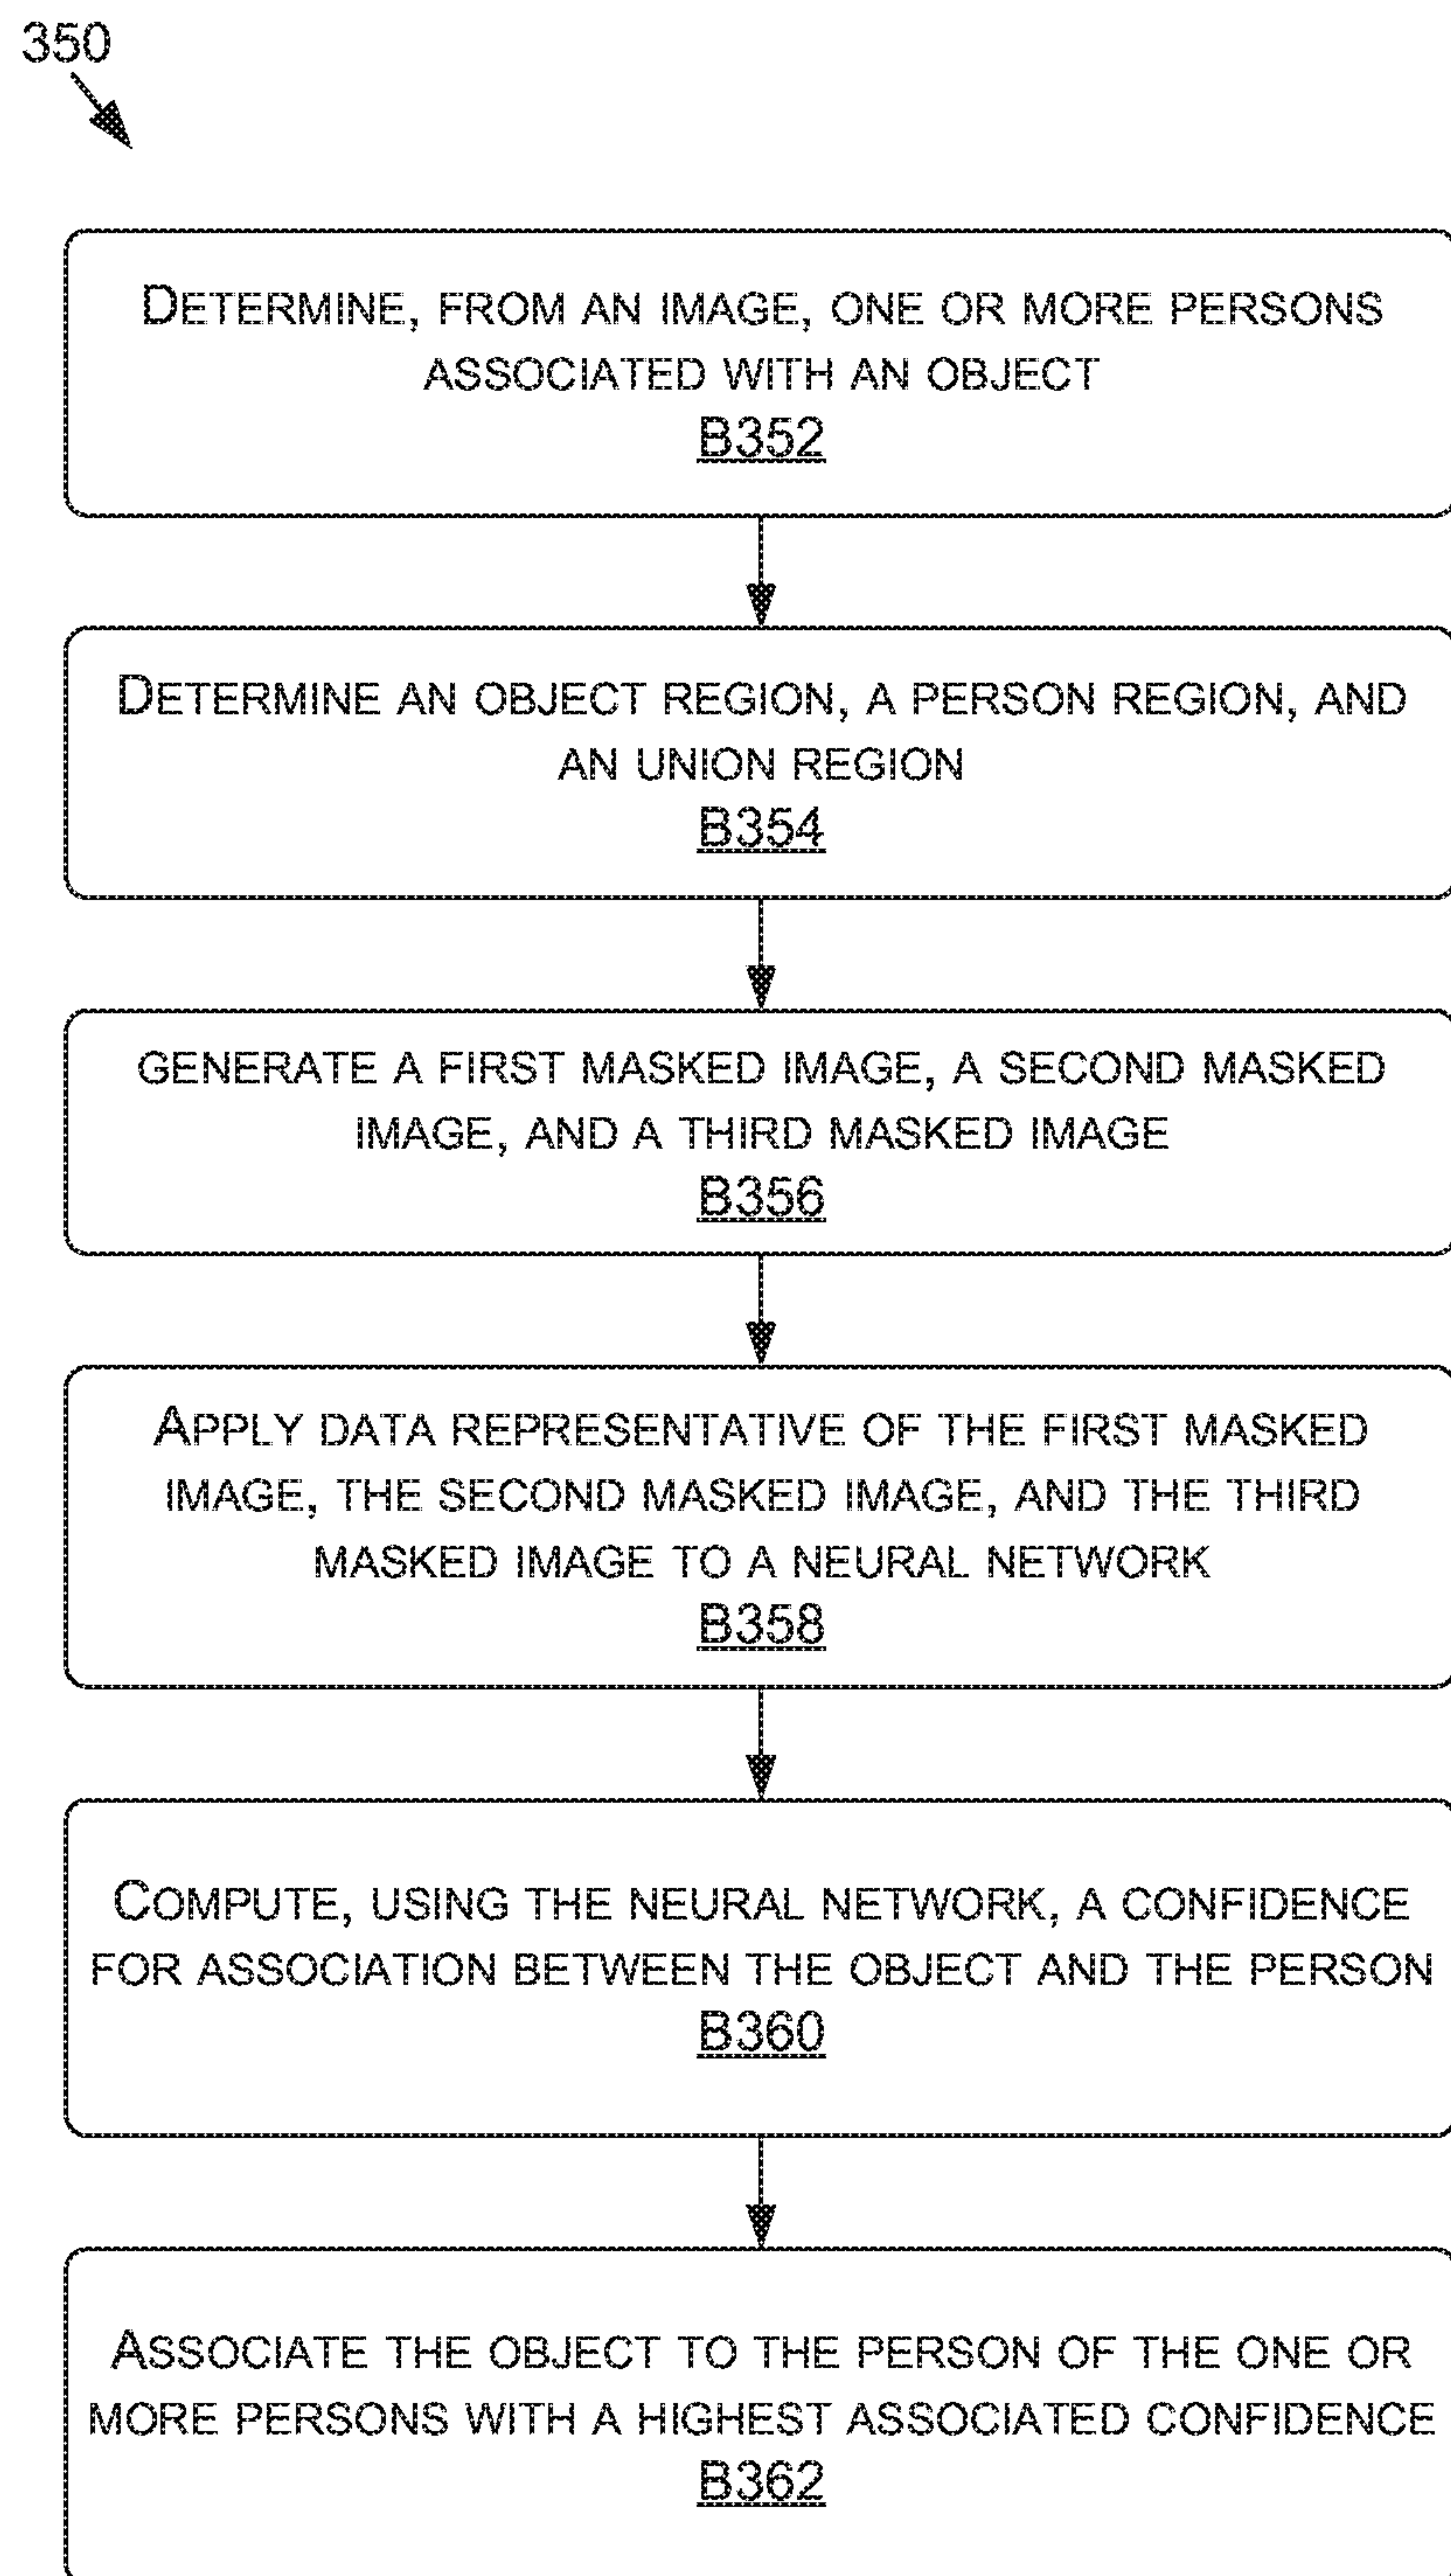 350
DETERMINE, FROM AN IMAGE, ONE OR MORE PERSONS
ASSOCIATED WITH AN OBJECT
B352
DETERMINE AN OBJECT REGION, A PERSON REGION, AND
AN UNION REGION
B354
GENERATE A FIRST MASKED IMAGE, A SECOND MASKED
IMAGE, AND A THIRD MASKED IMAGE
B356
APPLY DATA REPRESENTATIVE OF THE FIRST MASKED
IMAGE, THE SECOND MASKED IMAGE, AND THE THIRD
MASKED IMAGE TO A NEURAL NETWORK
B358
COMPUTE, USING THE NEURAL NETWORK, A CONFIDENCE
FOR ASSOCIATION BETWEEN THE OBJECT AND THE PERSON
B360
ASSOCIATE THE OBJECT TO THE PERSON OF THE ONE OR
MORE PERSONS WITH A HIGHEST ASSOCIATED CONFIDENCE
B362